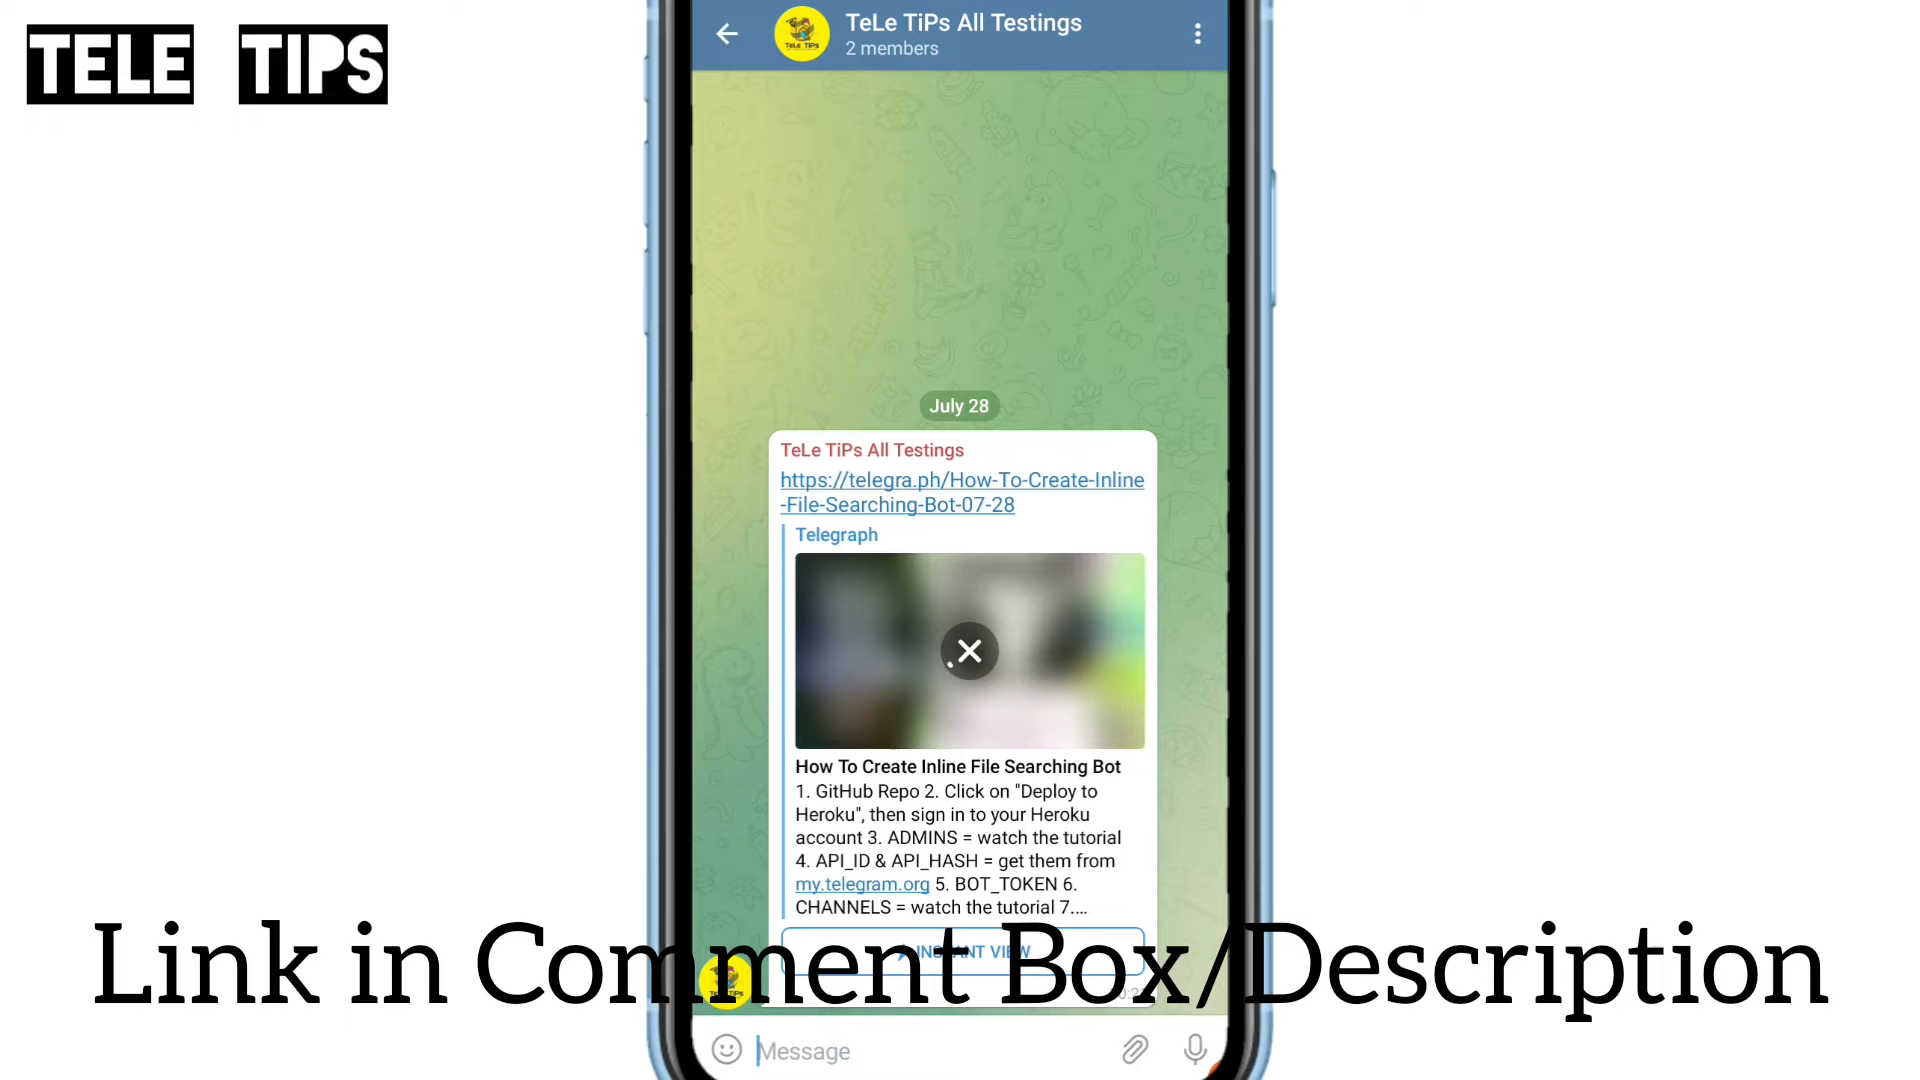 TELE TIPS
TeLe TiPs All Testings
2 members
July 28
TeLe TiPs All Testings
https://telegra.ph/How-To-Create-Inline
-File-Searching-Bot-07-28
Telegraph
How To Create Inline File Searching Bot
1. GitHub Repo 2. Click on "Deploy to
Heroku", then sign in to your Heroku
account 3. ADMINS = watch the tutorial
4. API_ID & API_HASH = get them from
my.telegram.org 5. BOT_TOKEN 6.
CHANNELS = watch the tutorial 7....
INSTANT VIEW
Link in Comment Box/Description
Message